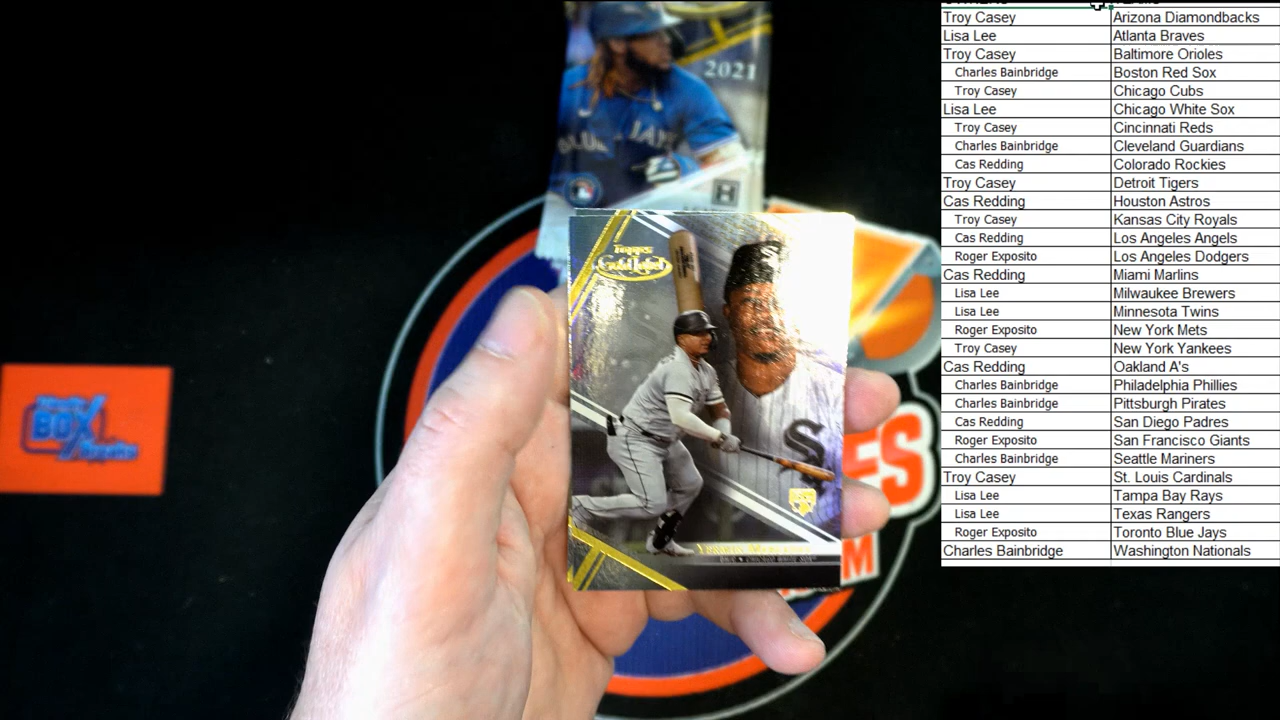 2021
BLUE JAYS
H
Topps
Gold Label
S
S
BOX
ES
M
Troy Casey Arizona Diamondbacks
Lisa Lee Atlanta Braves
Troy Casey Baltimore Orioles
Charles Bainbridge Boston Red Sox
Troy Casey Chicago Cubs
Lisa Lee Chicago White Sox
Troy Casey Cincinnati Reds
Charles Bainbridge Cleveland Guardians
Cas Redding Colorado Rockies
Troy Casey Detroit Tigers
Cas Redding Houston Astros
Troy Casey Kansas City Royals
Cas Redding Los Angeles Angels
Roger Exposito Los Angeles Dodgers
Cas Redding Miami Marlins
Lisa Lee Milwaukee Brewers
Lisa Lee Minnesota Twins
Roger Exposito New York Mets
Troy Casey New York Yankees
Cas Redding Oakland A's
Charles Bainbridge Philadelphia Phillies
Charles Bainbridge Pittsburgh Pirates
Cas Redding San Diego Padres
Roger Exposito San Francisco Giants
Charles Bainbridge Seattle Mariners
Troy Casey St. Louis Cardinals
Lisa Lee Tampa Bay Rays
Lisa Lee Texas Rangers
Roger Exposito Toronto Blue Jays
Charles Bainbridge Washington Nationals